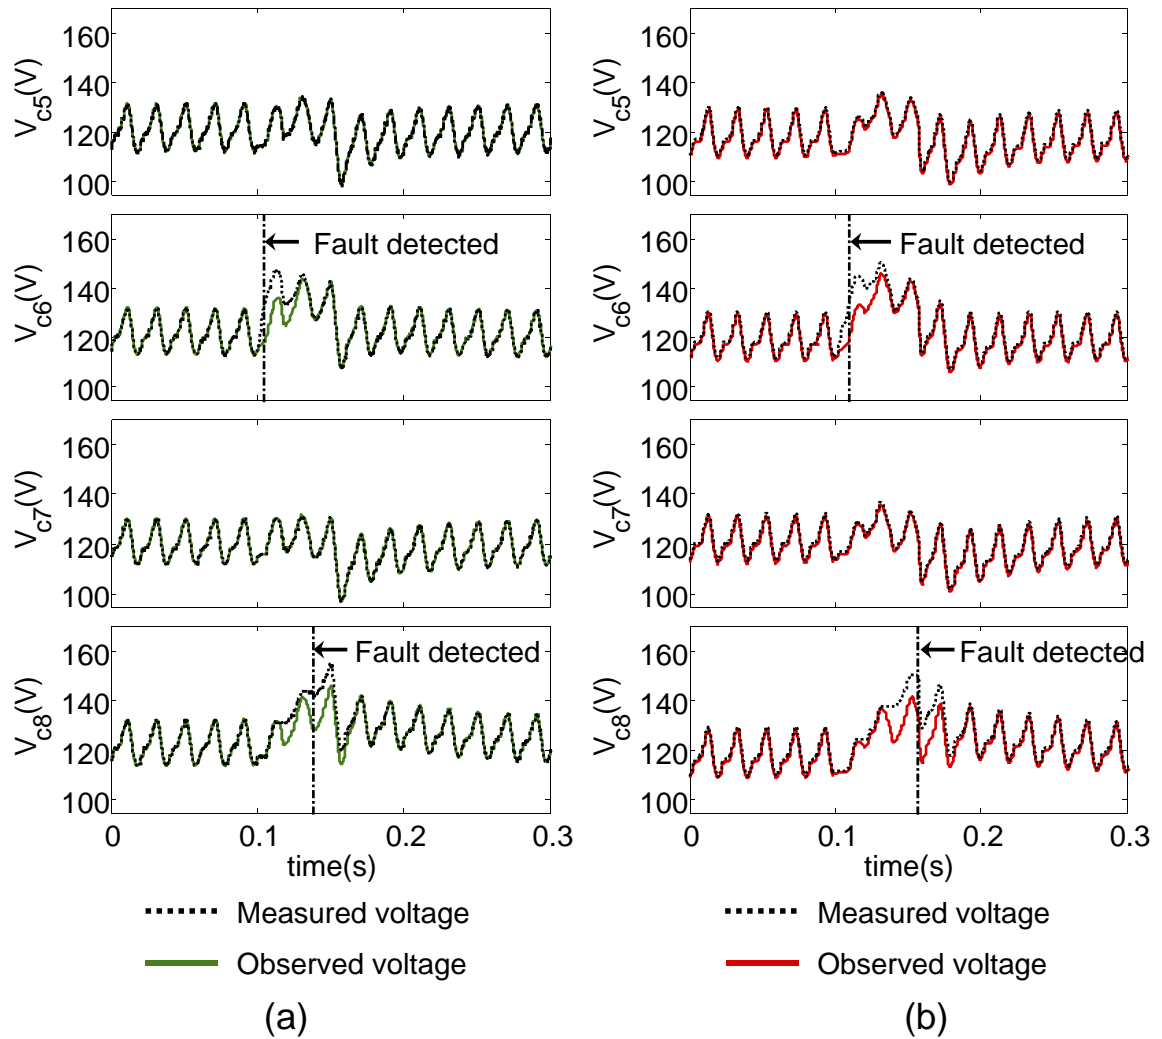 160
140
120
100
Vc5(V)
160
140
120
100
Vc6(V)
Fault detected
160
140
120
100
Vc7(V)
160
140
120
100
Vc8(V)
Fault detected
0 0.1 0.2 0.3
time(s)
Measured voltage
Observed voltage
(a)
160
140
120
100
Vc5(V)
160
140
120
100
Vc6(V)
Fault detected
160
140
120
100
Vc7(V)
160
140
120
100
Vc8(V)
Fault detected
0 0.1 0.2 0.3
time(s)
Measured voltage
Observed voltage
(b)